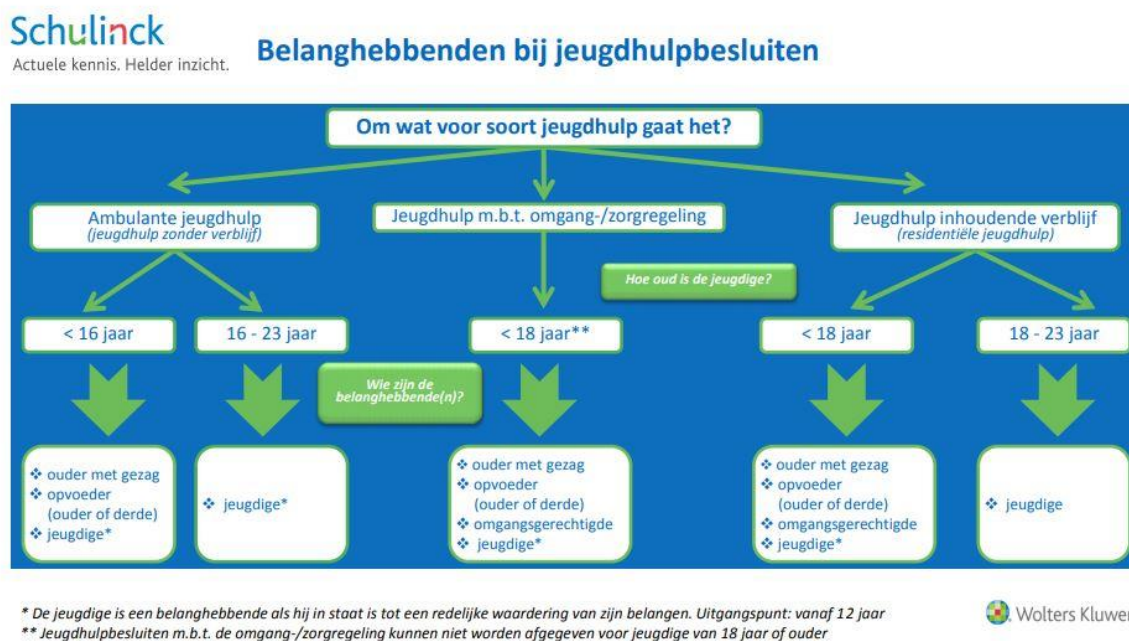 Schulinck
Actuele kennis. Helder inzicht.
Belanghebbenden bij jeugdhulpbesluiten
Om wat voor soort jeugdhulp gaat het?
Ambulante jeugdhulp
(jeugdhulp zonder verblijf)
Jeugdhulp m.b.t. omgang-/zorgregeling
Jeugdhulp inhoudende verblijf
(residentiële jeugdhulp)
Hoe oud is de jeugdige?
< 16 jaar
16 - 23 jaar
< 18 jaar**
< 18 jaar
18 - 23 jaar
Wie zijn de
belanghebbende(n)?
❖ ouder met gezag
❖ opvoeder
(ouder of derde)
❖ jeugdige*
❖ jeugdige*
❖ ouder met gezag
❖ opvoeder
(ouder of derde)
❖ omgangsgerechtigde
❖ jeugdige*
❖ ouder met gezag
❖ opvoeder
(ouder of derde)
❖ omgangsgerechtigde
❖ jeugdige*
❖ jeugdige
* De jeugdige is een belanghebbende als hij in staat is tot een redelijke waardering van zijn belangen. Uitgangspunt: vanaf 12 jaar
** Jeugdhulpbesluiten m.b.t. de omgang-/zorgregeling kunnen niet worden afgegeven voor jeugdige van 18 jaar of ouder
Wolters Kluwer